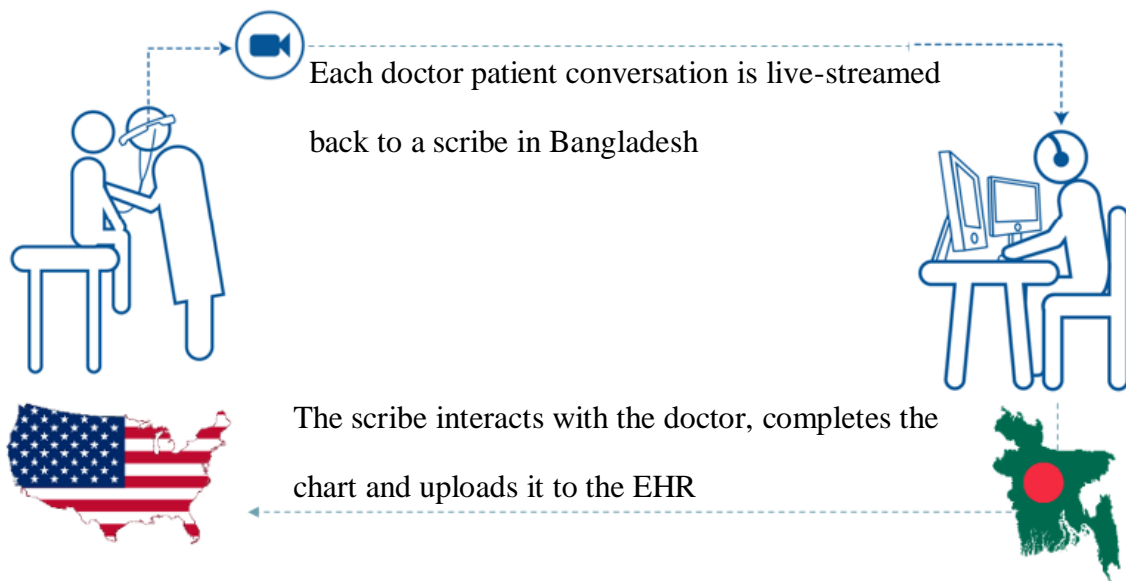 Each doctor patient conversation is live-streamed
back to a scribe in Bangladesh
The scribe interacts with the doctor, completes the
chart and uploads it to the EHR